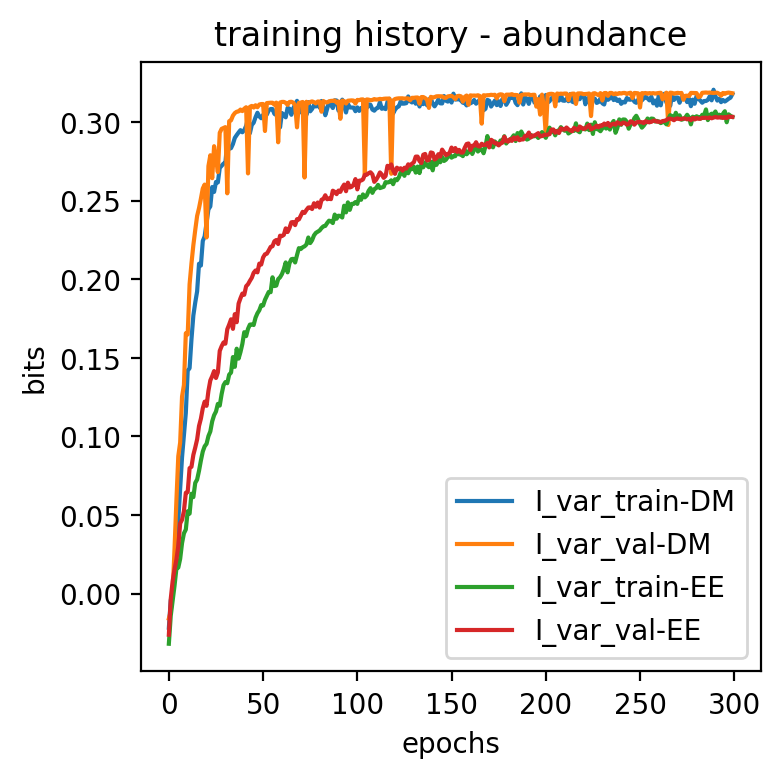 training history - abundance
bits
0.30
0.25
0.20
0.15
0.10
0.05
0.00
I_var_train-DM
I_var_val-DM
I_var_train-EE
I_var_val-EE
0 50 100 150 200 250 300
epochs